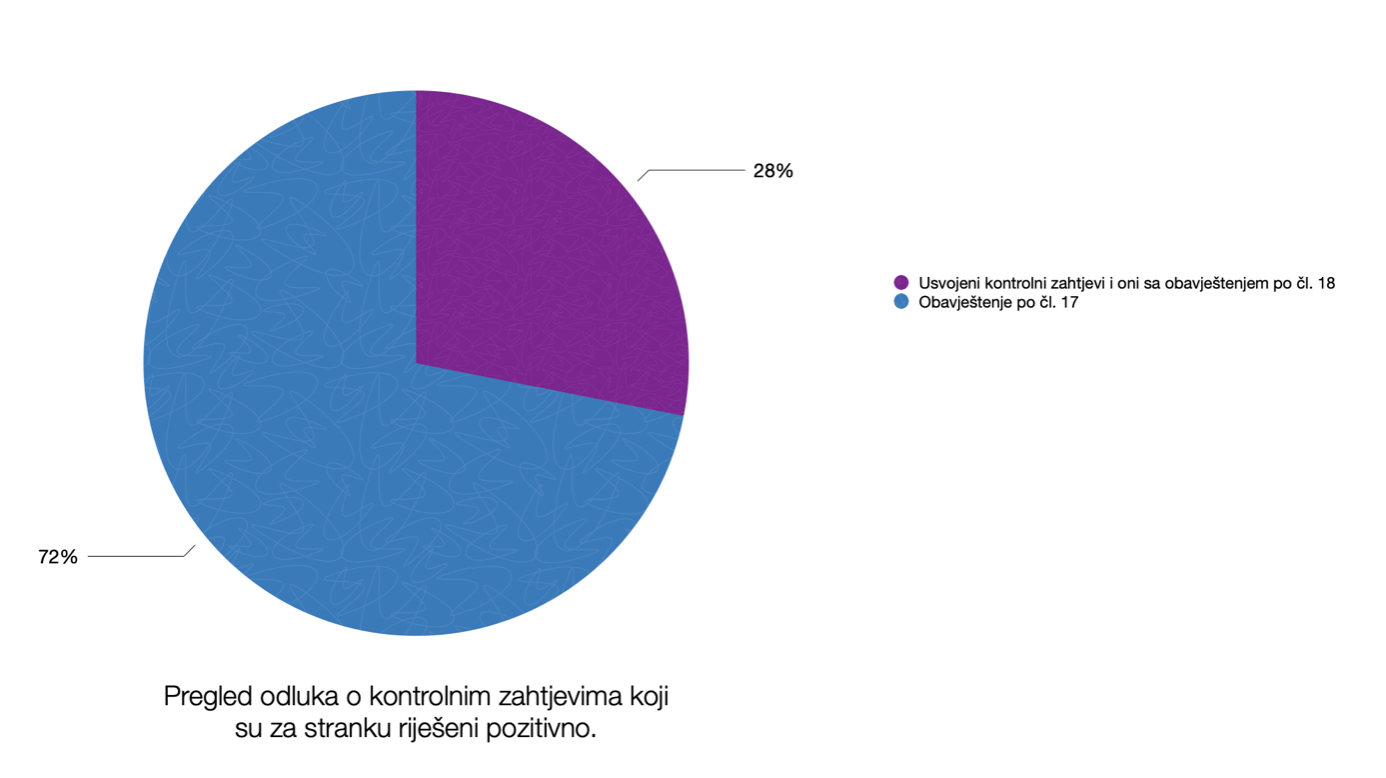 28%
Usvojeni kontrolni zahtjevi i oni sa obavještenjem po čl. 18
Obavještenje po čl. 17
72%
Pregled odluka o kontrolnim zahtjevima koji
su za stranku riješeni pozitivno.